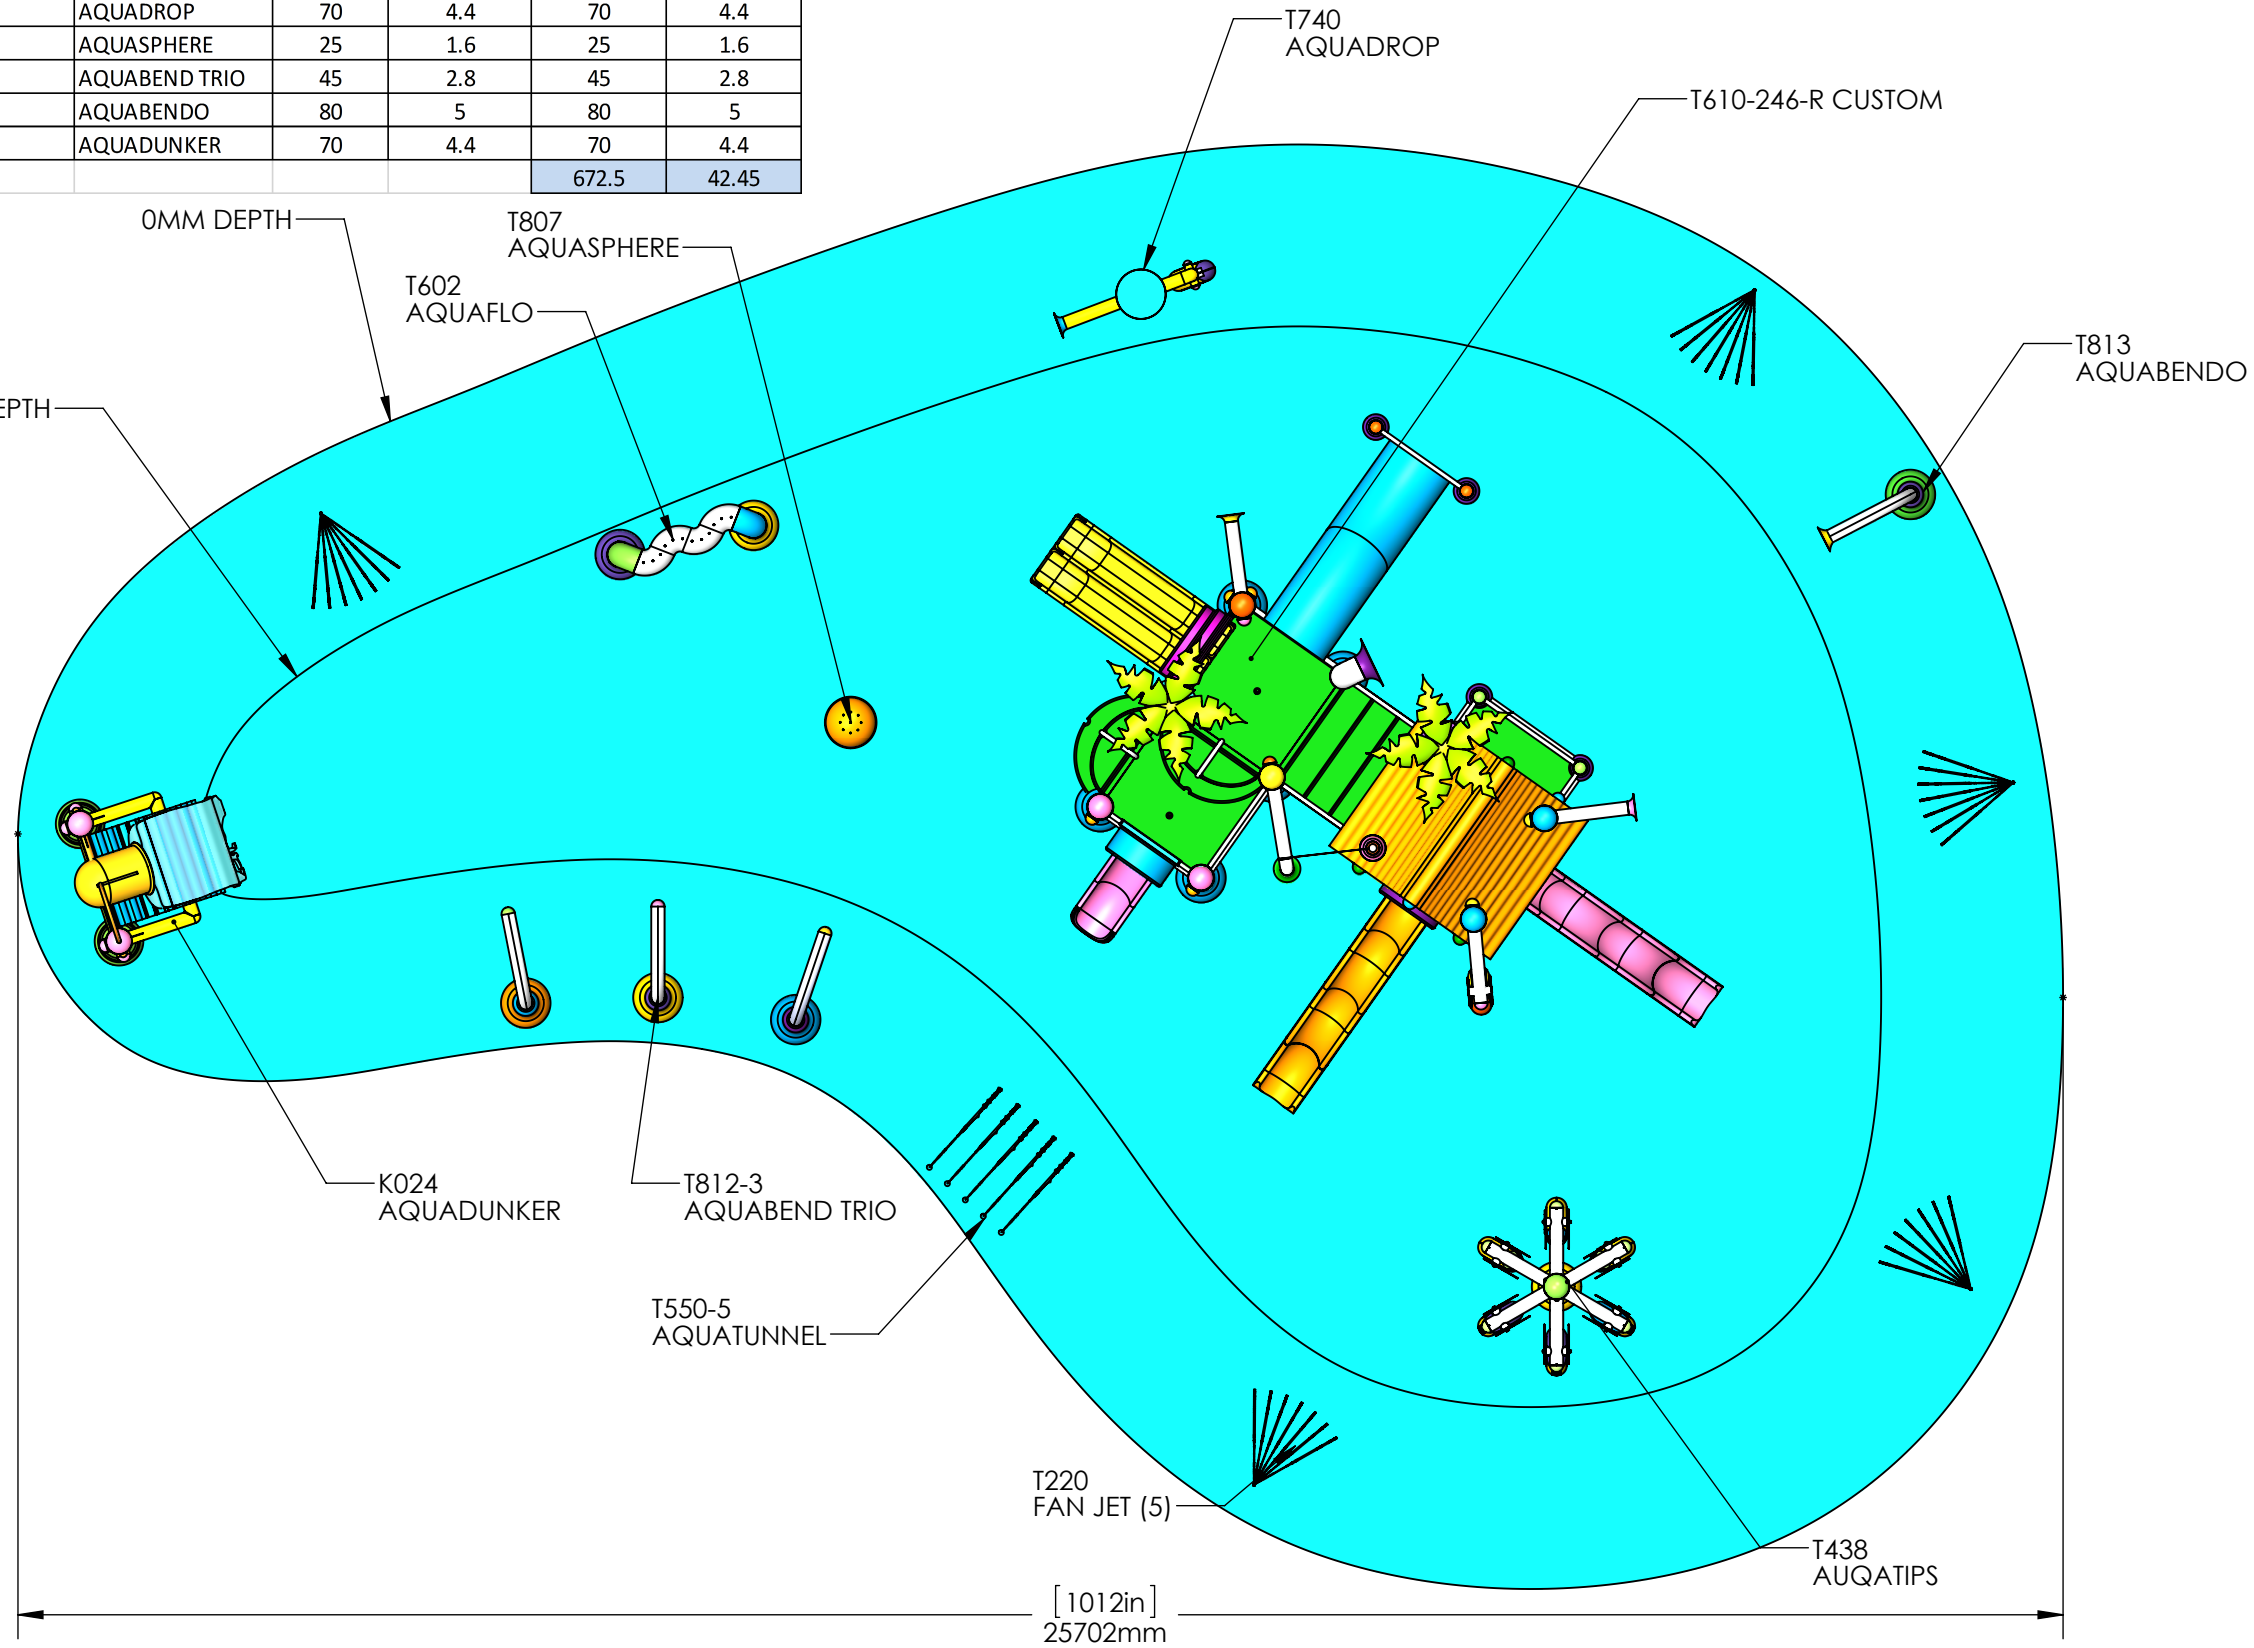 AQUADROP 70 4.4 70 4.4
AQUASPHERE 25 1.6 25 1.6
AQUABEND TRIO 45 2.8 45 2.8
AQUABENDO 80 5 80 5
AQUADUNKER 70 4.4 70 4.4
672.5 42.45
T740
AQUADROP
T610-246-R CUSTOM
0MM DEPTH
T807
AQUASPHERE
T602
AQUAFLO
T813
AQUABENDO
EPTH
K024
AQUADUNKER
T812-3
AQUABEND TRIO
T550-5
AQUATUNNEL
T220
FAN JET (5)
T438
AUQATIPS
[1012in]
25702mm